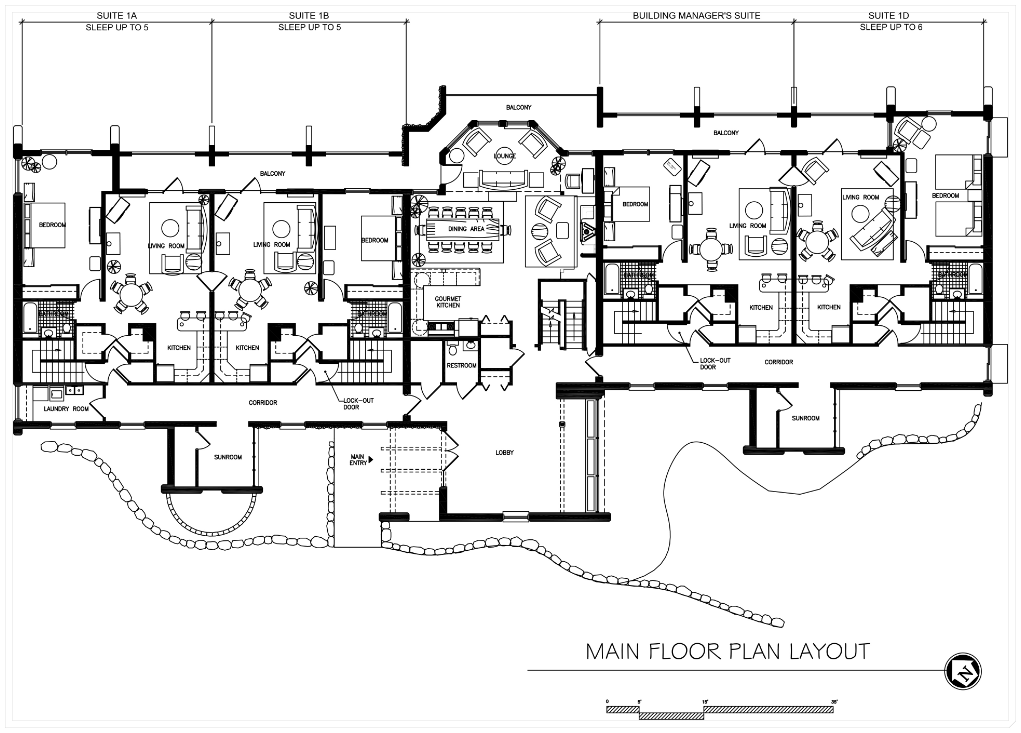 SUITE 1A
SUITE 1B
BUILDING MANAGER'S SUITE
SUITE 1D
SLEEP UP TO 5
SLEEP UP TO 5
SLEEP UP TO 6
BALCONY
BALCONY
BALCONY
LOUNGE
BEDROOM
LIVING ROOM
LIVING ROOM
BEDROOM
DINING AREA
BEDROOM
LIVING ROOM
LIVING ROOM
BEDROOM
GOURMET
KITCHEN
KITCHEN
KITCHEN
KITCHEN
KITCHEN
RESTROOM
LOCK-OUT
DOOR
CORRIDOR
LAUNDRY ROOM
CORRIDOR
LOCK-OUT
DOOR
SUNROOM
SUNROOM
MAIN
ENTRY
LOBBY
MAIN FLOOR PLAN LAYOUT
N
0 5' 15' 35'